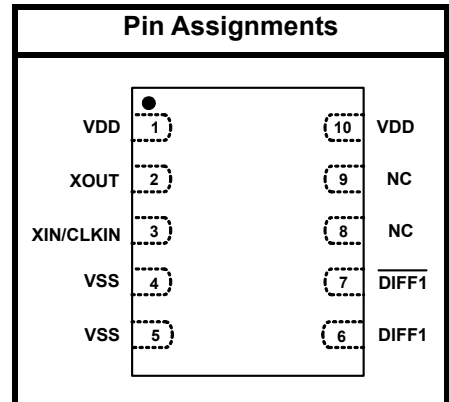 Pin Assignments
VDD 1 10 VDD
XOUT 2 9 NC
XIN/CLKIN 3 8 NC
VSS 4 7 DIFF1
VSS 5 6 DIFF1